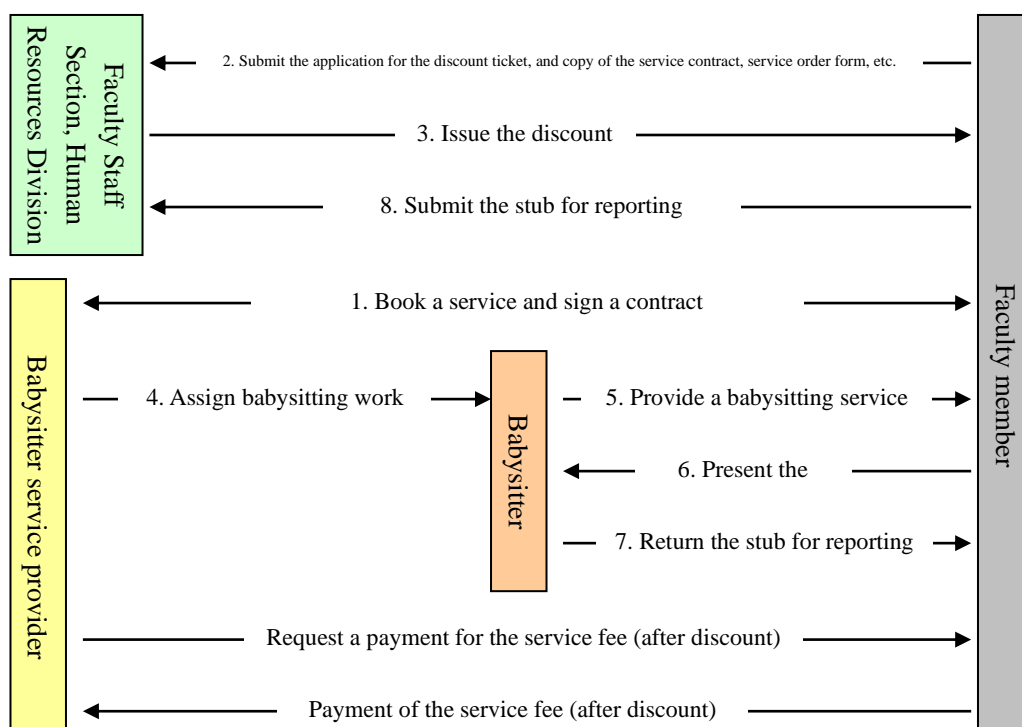 Faculty Staff
Section, Human
Resources Division
2. Submit the application for the discount ticket, and copy of the service contract, service order form, etc.
3. Issue the discount
8. Submit the stub for reporting
Faculty member
Babysitter service provider
1. Book a service and sign a contract
4. Assign babysitting work
Babysitter
5. Provide a babysitting service
6. Present the
7. Return the stub for reporting
Request a payment for the service fee (after discount)
Payment of the service fee (after discount)